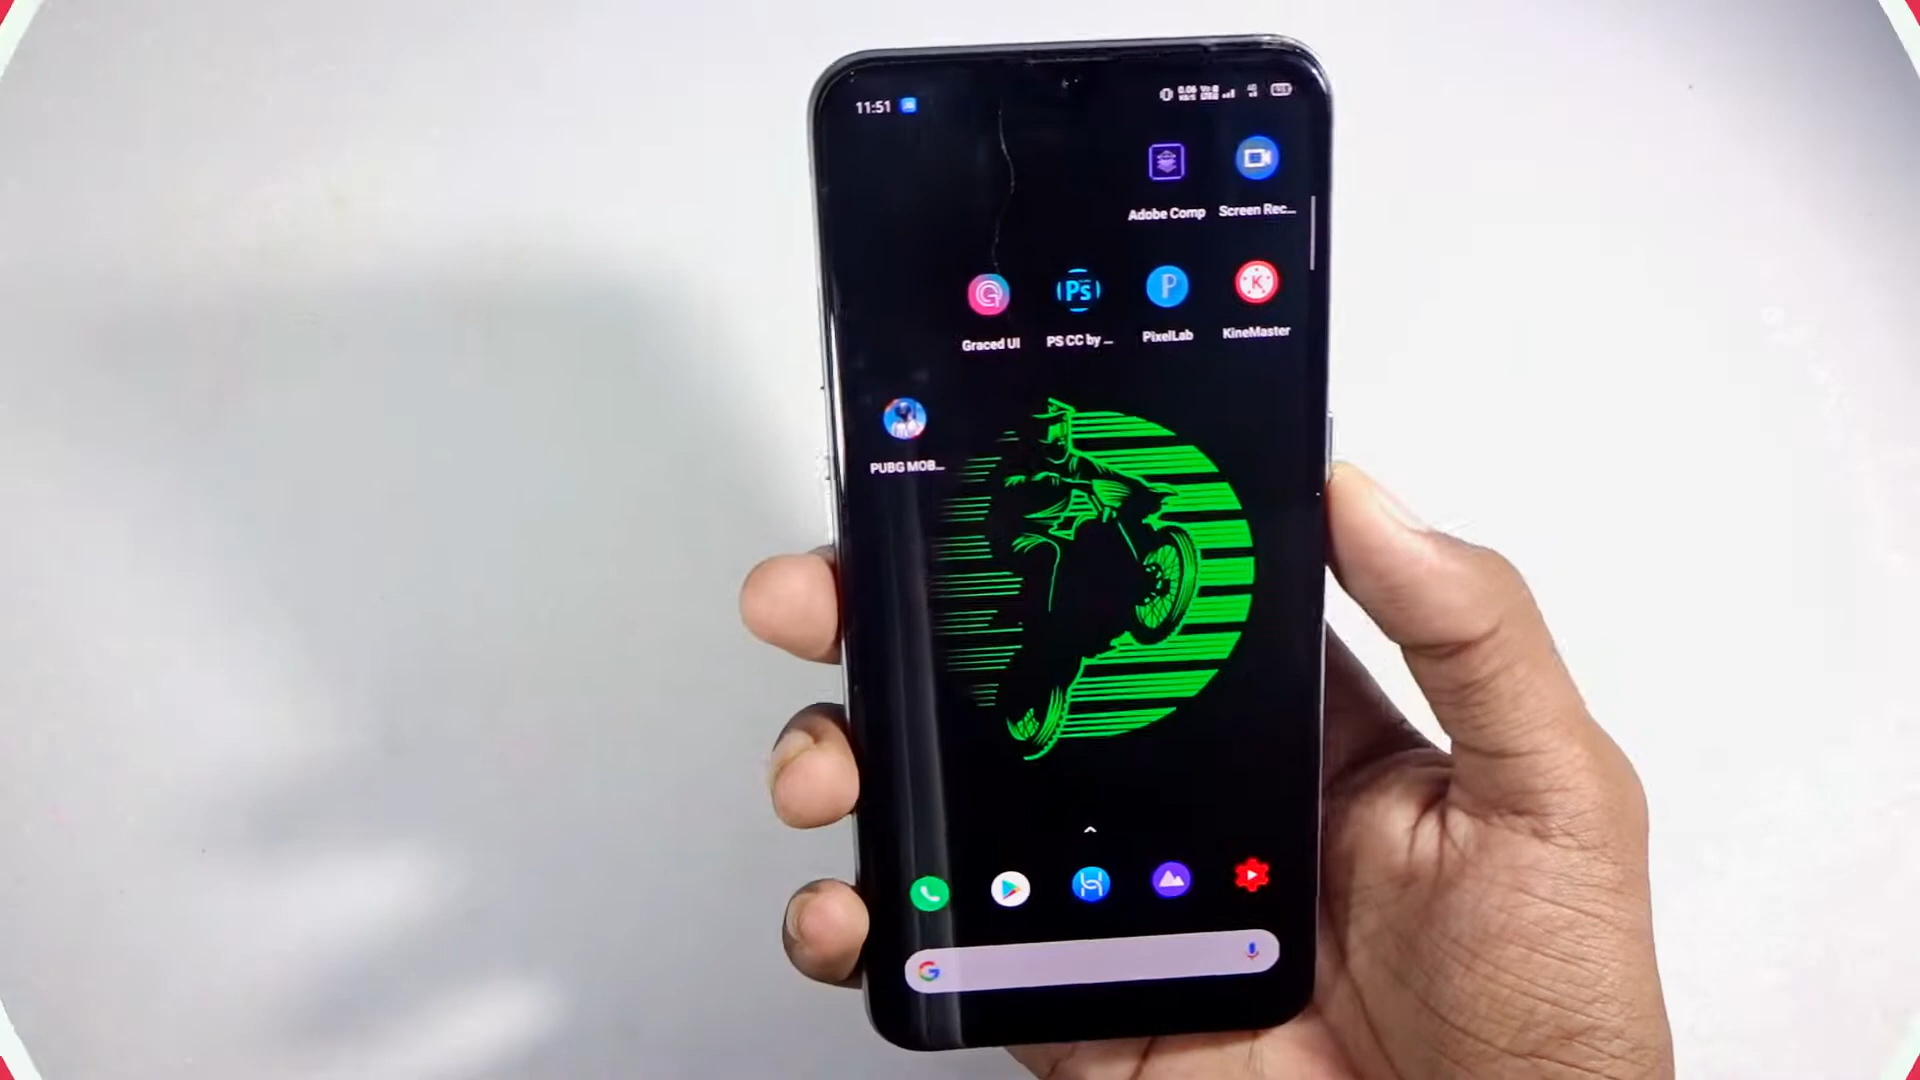 11:51
Adobe Comp
Screen Rec...
Graced UI
PS CC by ...
PixelLab
KineMaster
PUBG MOB...